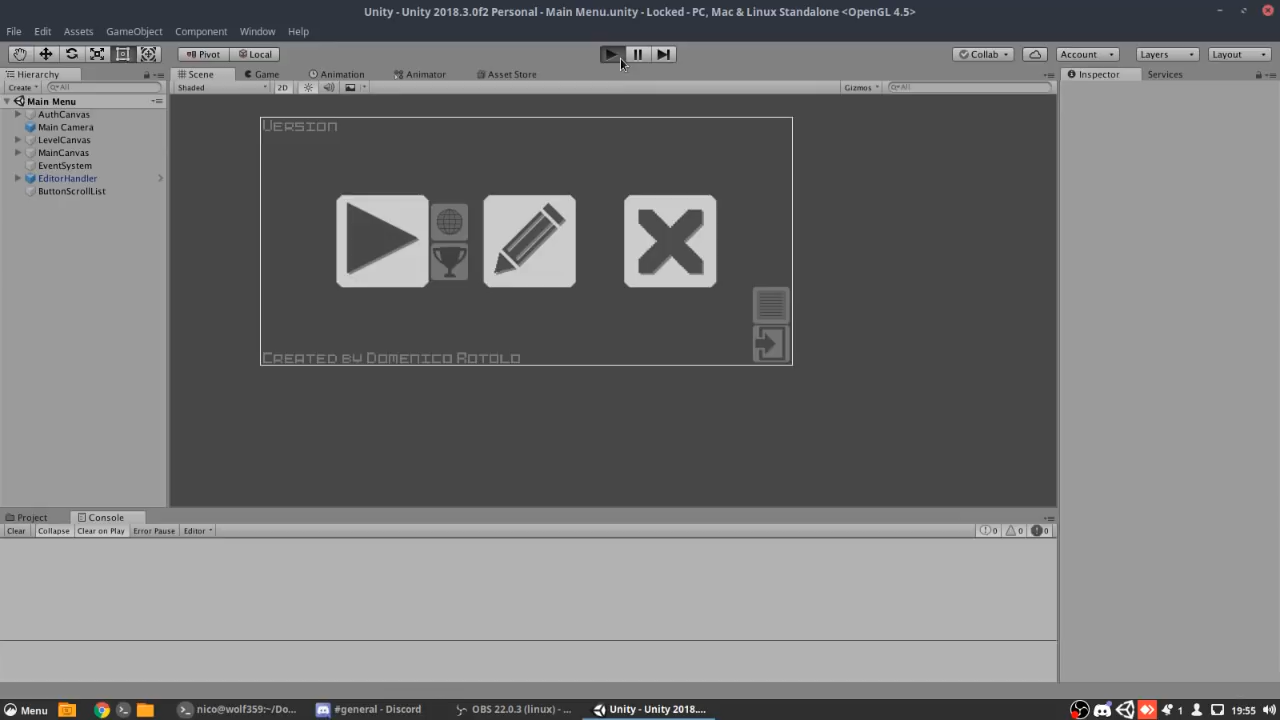 Unity - Unity 2018.3.0f2 Personal - Main Menu.unity - Locked - PC, Mac & Linux Standalone <OpenGL 4.5>
File Edit Assets GameObject Component Window Help
Pivot Local Collab Account Layers Layout
Hierarchy Scene Game Animation Animator Asset Store Inspector Services
Create All Shaded 2D Gizmos All
Main Menu
AuthCanvas
Main Camera
LevelCanvas
MainCanvas
EventSystem
EditorHandler
ButtonScrollList
Version
Created by Domenico Rotolo
Project Console
Clear Collapse Clear on Play Error Pause Editor 0 0 0
Menu nico@wolf359:~/Do... #general - Discord OBS 22.0.3 (linux) - ... Unity - Unity 2018.... 1 19:55